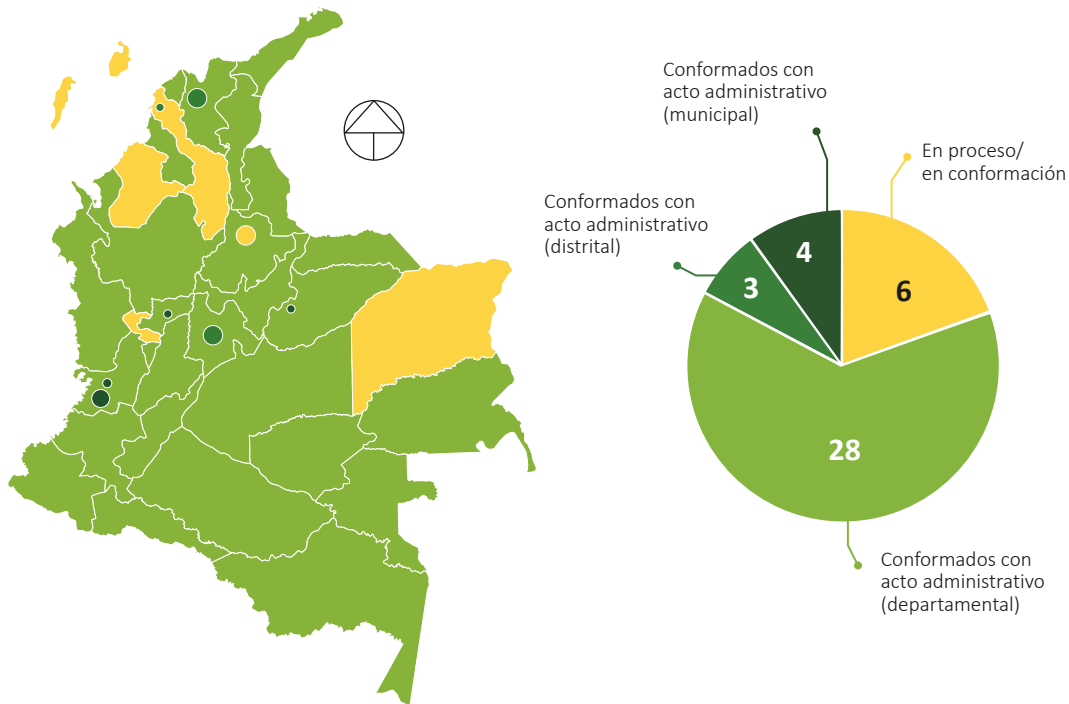 Conformados con
acto administrativo
(municipal)
En proceso/
en conformación
Conformados con
acto administrativo
(distrital)
4
3
6
28
Conformados con
acto administrativo
(departamental)